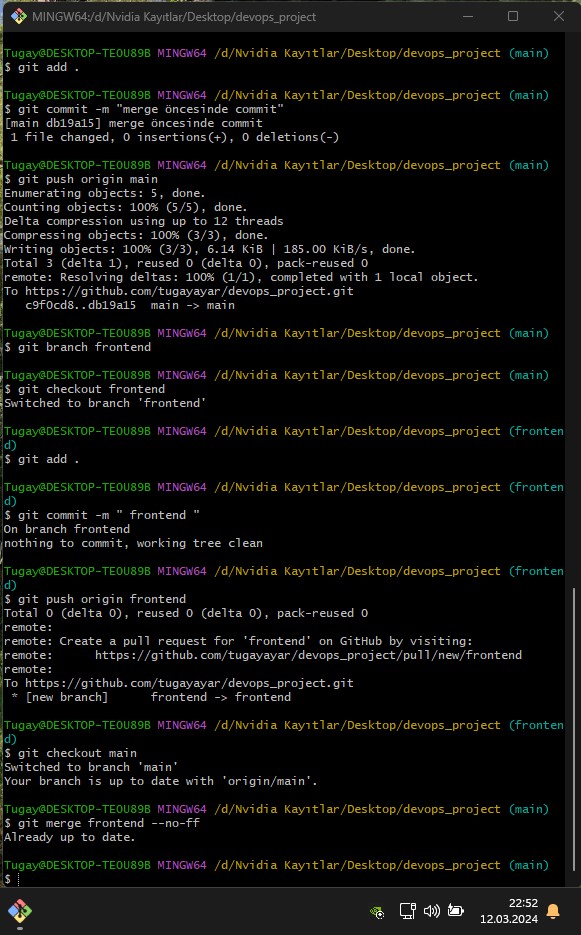 MINGW64:/d/Nvidia Kayıtlar/Desktop/devops_project
Tugay@DESKTOP-TEOU89B MINGW64 /d/Nvidia Kayıtlar/Desktop/devops_project (main)
$ git add .
Tugay@DESKTOP-TEOU89B MINGW64 /d/Nvidia Kayıtlar/Desktop/devops_project (main)
$ git commit -m "merge öncesinde commit"
[main db19a15] merge öncesinde commit
1 file changed, 0 insertions(+), 0 deletions(-)
Tugay@DESKTOP-TEOU89B MINGW64 /d/Nvidia Kayıtlar/Desktop/devops_project (main)
$ git push origin main
Enumerating objects: 5, done.
Counting objects: 100% (5/5), done.
Delta compression using up to 12 threads
Compressing objects: 100% (3/3), done.
Writing objects: 100% (3/3), 6.14 KiB | 185.00 KiB/s, done.
Total 3 (delta 1), reused 0 (delta 0), pack-reused 0
remote: Resolving deltas: 100% (1/1), completed with 1 local object.
To https://github.com/tugayayar/devops_project.git
c9f0cd8..db19a15  main -> main
Tugay@DESKTOP-TEOU89B MINGW64 /d/Nvidia Kayıtlar/Desktop/devops_project (main)
$ git branch frontend
Tugay@DESKTOP-TEOU89B MINGW64 /d/Nvidia Kayıtlar/Desktop/devops_project (main)
$ git checkout frontend
Switched to branch 'frontend'
Tugay@DESKTOP-TEOU89B MINGW64 /d/Nvidia Kayıtlar/Desktop/devops_project (fronten
d)
$ git add .
Tugay@DESKTOP-TEOU89B MINGW64 /d/Nvidia Kayıtlar/Desktop/devops_project (fronten
d)
$ git commit -m " frontend "
On branch frontend
nothing to commit, working tree clean
Tugay@DESKTOP-TEOU89B MINGW64 /d/Nvidia Kayıtlar/Desktop/devops_project (fronten
d)
$ git push origin frontend
Total 0 (delta 0), reused 0 (delta 0), pack-reused 0
remote:
remote: Create a pull request for 'frontend' on GitHub by visiting:
remote:      https://github.com/tugayayar/devops_project/pull/new/frontend
remote:
To https://github.com/tugayayar/devops_project.git
* [new branch]      frontend -> frontend
Tugay@DESKTOP-TEOU89B MINGW64 /d/Nvidia Kayıtlar/Desktop/devops_project (fronten
d)
$ git checkout main
Switched to branch 'main'
Your branch is up to date with 'origin/main'.
Tugay@DESKTOP-TEOU89B MINGW64 /d/Nvidia Kayıtlar/Desktop/devops_project (main)
$ git merge frontend --no-ff
Already up to date.
Tugay@DESKTOP-TEOU89B MINGW64 /d/Nvidia Kayıtlar/Desktop/devops_project (main)
$
22:52
12.03.2024